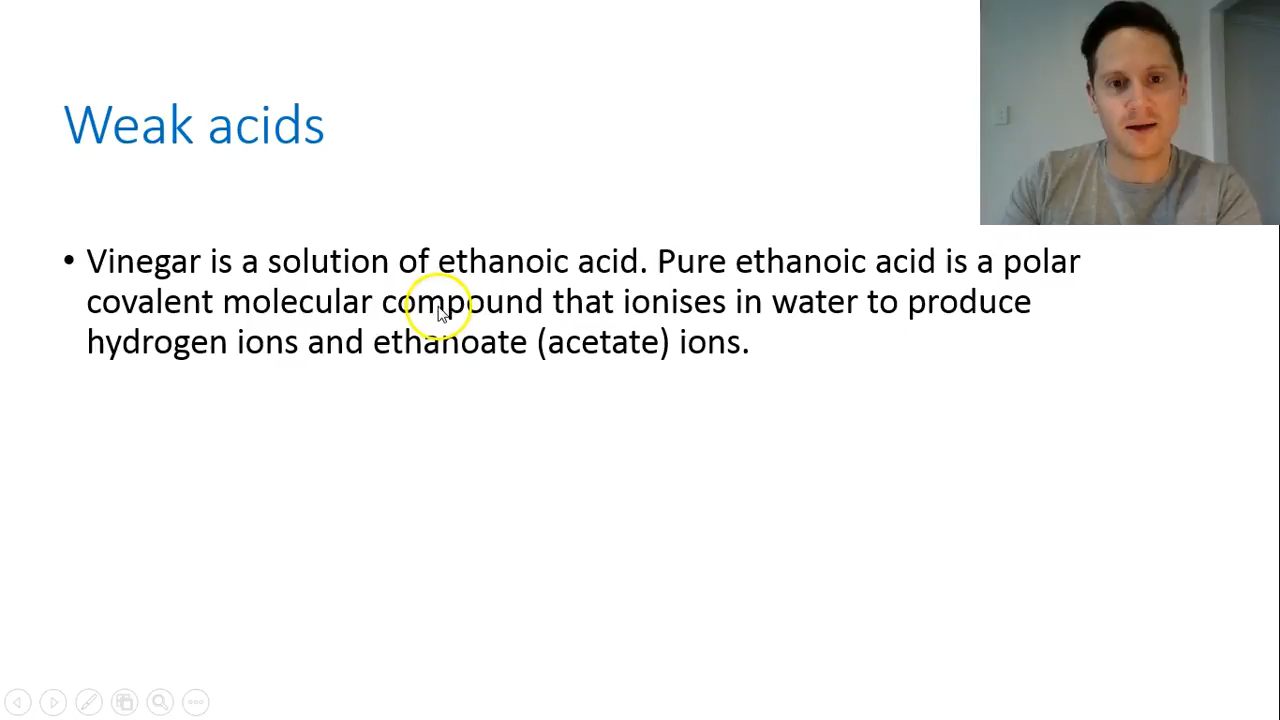 Weak acids
• Vinegar is a solution of ethanoic acid. Pure ethanoic acid is a polar
covalent molecular compound that ionises in water to produce
hydrogen ions and ethanoate (acetate) ions.